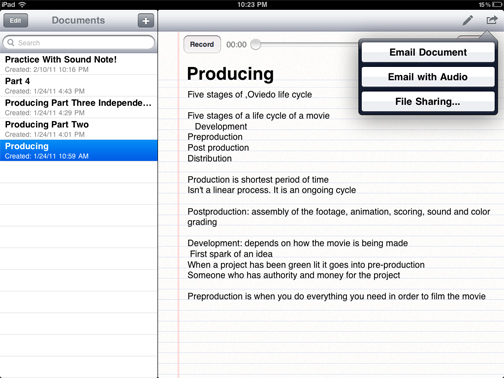 iPad
10:23 PM
15%
Edit
Documents
+
Search
Practice With Sound Note!
Created: 2/10/11 10:16 PM
Part 4
Created: 1/24/11 4:43 PM
Producing Part Three Independe...
Created: 1/24/11 4:29 PM
Producing Part Two
Created: 1/24/11 4:01 PM
Producing
Created: 1/24/11 10:59 AM
Record
00:00
Email Document
Email with Audio
File Sharing...
Producing
Five stages of ,Oviedo life cycle
Five stages of a life cycle of a movie
Development
Preproduction
Post production
Distribution
Production is shortest period of time
Isn't a linear process. It is an ongoing cycle
Postproduction: assembly of the footage, animation, scoring, sound and color
grading
Development: depends on how the movie is being made
First spark of an idea
When a project has been green lit it goes into pre-production
Someone who has authority and money for the project
Preproduction is when you do everything you need in order to film the movie